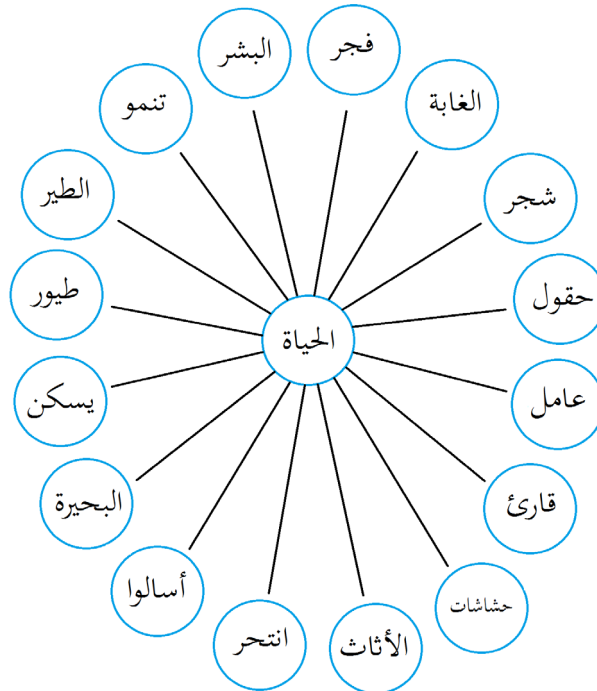 فجر
البشر
الغابة
تنمو
شجر
الطير
حقول
طيور
الحياة
عامل
يسكن
قارئ
البحيرة
أسالوا
حشاشات
انتحر
الأثاث